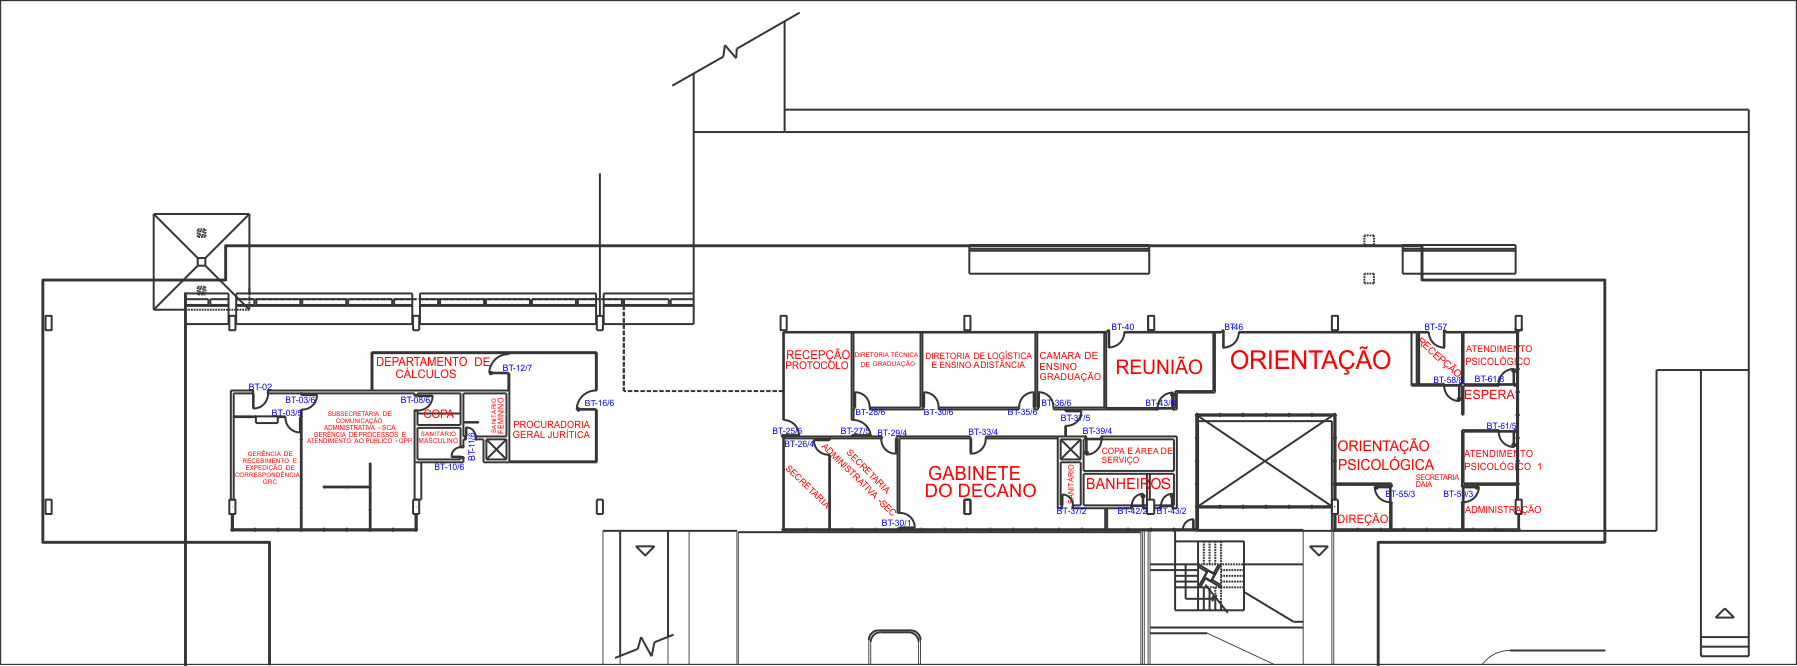 DEPARTAMENTO DE
CÁLCULOS
BT-12/7
BT-16/6
PROCURADORIA
GERAL JURÍTICA
BT-02
BT-03/5
BT-03/6
BT-08/6
SUBSECRETARIA DE
COMUNICAÇÃO
ADMINISTRATIVA - SCA
GERÊNCIA DE PROCESSOS E
ATENDIMENTO AO PÚBLICO - GPP
COPA
SANITÁRIO
MASCULINO
SANITÁRIO
FEMININO
BT-11/6
BT-10/6
GERÊNCIA DE
RECEBIMENTO E
EXPEDIÇÃO DE
CORRESPONDÊNCIA
GRC
RECEPÇÃO
PROTOCOLO
DIRETORIA TÉCNICA
DE GRADUAÇÃO
DIRETORIA DE LOGÍSTICA
E ENSINO A DISTÂNCIA
CAMARA DE
ENSINO
GRADUAÇÃO
BT-40
REUNIÃO
BT-46
ORIENTAÇÃO
BT-57
RECEPÇÃO
ATENDIMENTO
PSICOLÓGICO
BT-58/8
BT-61/8
ESPERA
BT-28/6
BT-30/6
BT-35/6
BT-36/6
BT-43/6
BT-37/5
BT-25/6
BT-26/4
BT-27/5
BT-29/4
BT-33/4
BT-39/4
BT-61/5
SECRETARIA
SECRETARIA
ADMINISTRATIVA -SEC
GABINETE
DO DECANO
SANITÁRIO
COPA E ÁREA DE
SERVIÇO
BANHEIROS
BT-30/1
BT-37/2
BT-42/2
BT-43/2
ORIENTAÇÃO
PSICOLÓGICA
SECRETARIA
DAIA
BT-55/3
DIREÇÃO
ATENDIMENTO
PSICOLÓGICO 1
BT-59/3
ADMINISTRAÇÃO